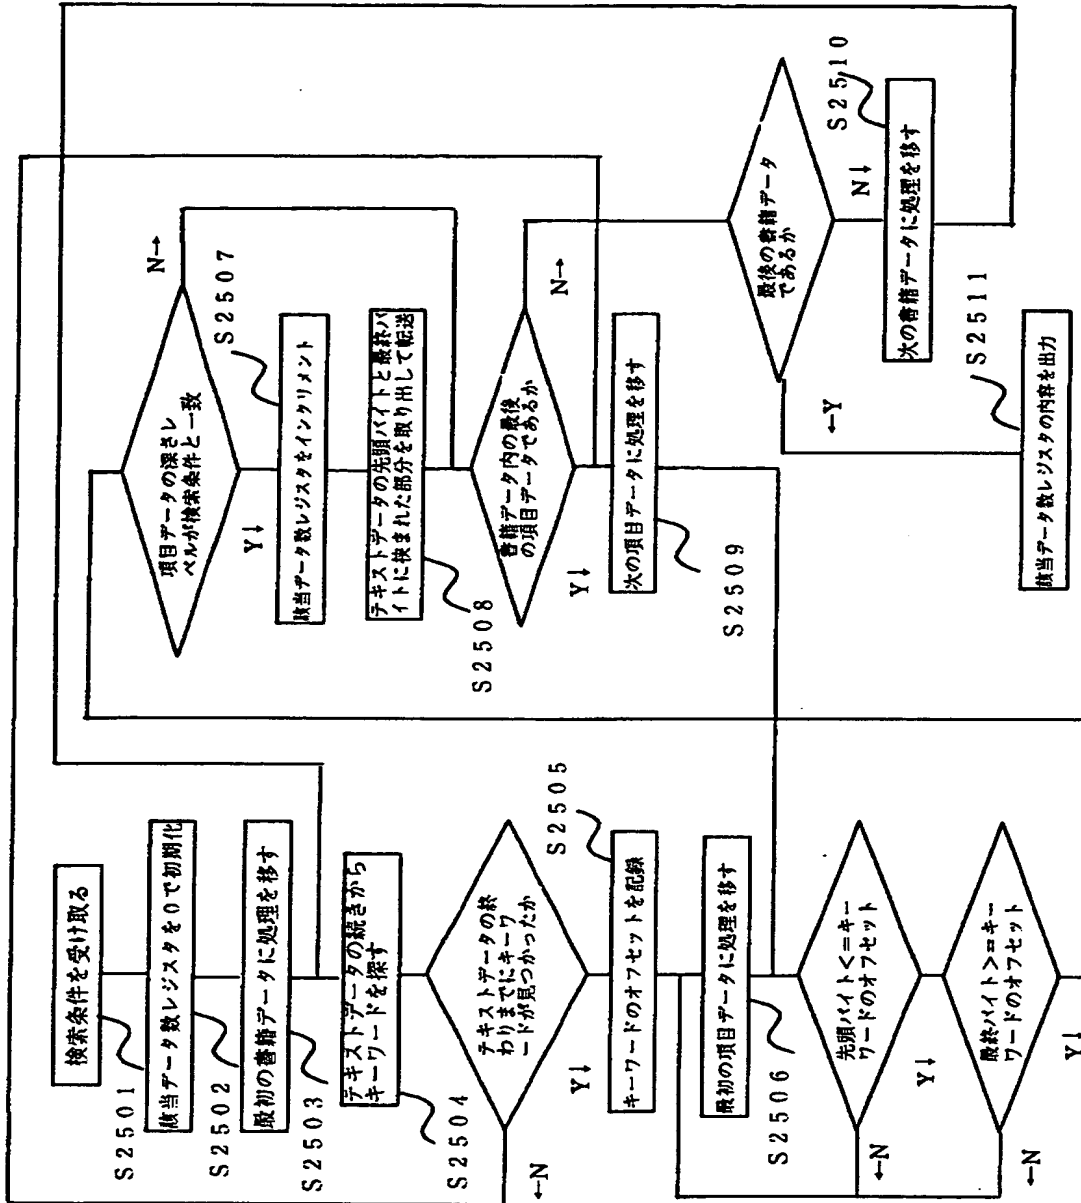 検索条件を受け取る
S2501
該当データ数レジスタを0で初期化
S2502
最初の書籍データに処理を移す
S2503
テキストデータの続きから
キーワードを探す
S2504
テキストデータの終
わりまでにキーワ
ードが見つかったか
←N
Y↓
キーワードのオフセットを記録
S2505
最初の項目データに処理を移す
S2506
先頭バイト<=キー
ワードのオフセット
←N
Y↓
最終バイト>=キー
ワードのオフセット
←N
Y↓
項目データの深さレ
ベルが検索条件と一致
N→
Y↓
該当データ数レジスタをインクリメント
S2507
テキストデータの先頭バイトと最終バ
イトに挟まれた部分を取り出して転送
S2508
書籍データ内の最後
の項目データであるか
N→
Y↓
次の項目データに処理を移す
S2509
最後の書籍データ
であるか
←Y
N↓
次の書籍データに処理を移す
S2510
該当データ数レジスタの内容を出力
S2511